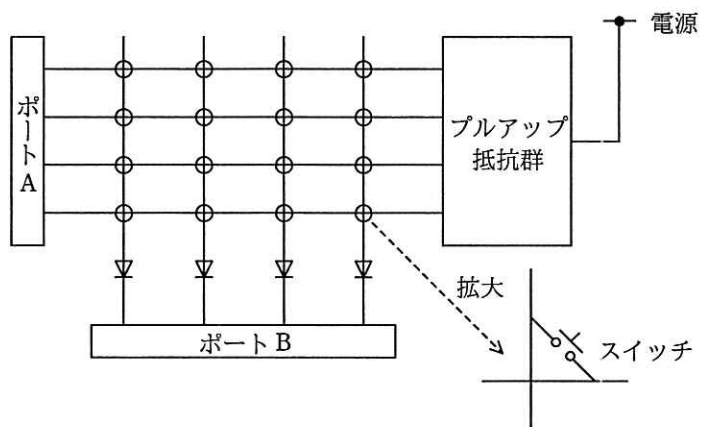 電源
ポートA
プルアップ
抵抗群
拡大
ポートB
スイッチ